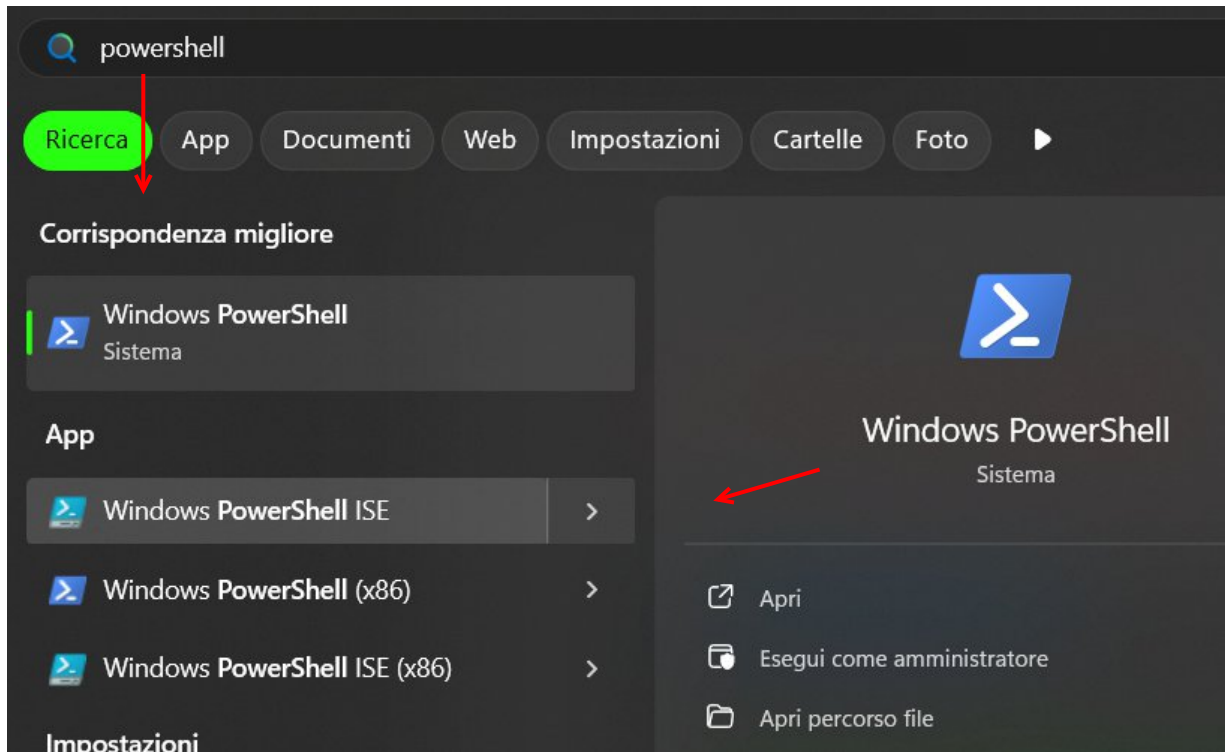 powershell
Ricerca App Documenti Web Impostazioni Cartelle Foto
Corrispondenza migliore
Windows PowerShell
Sistema
App
Windows PowerShell ISE
Windows PowerShell (x86)
Windows PowerShell ISE (x86)
Impostazioni
Windows PowerShell
Sistema
Apri
Esegui come amministratore
Apri percorso file